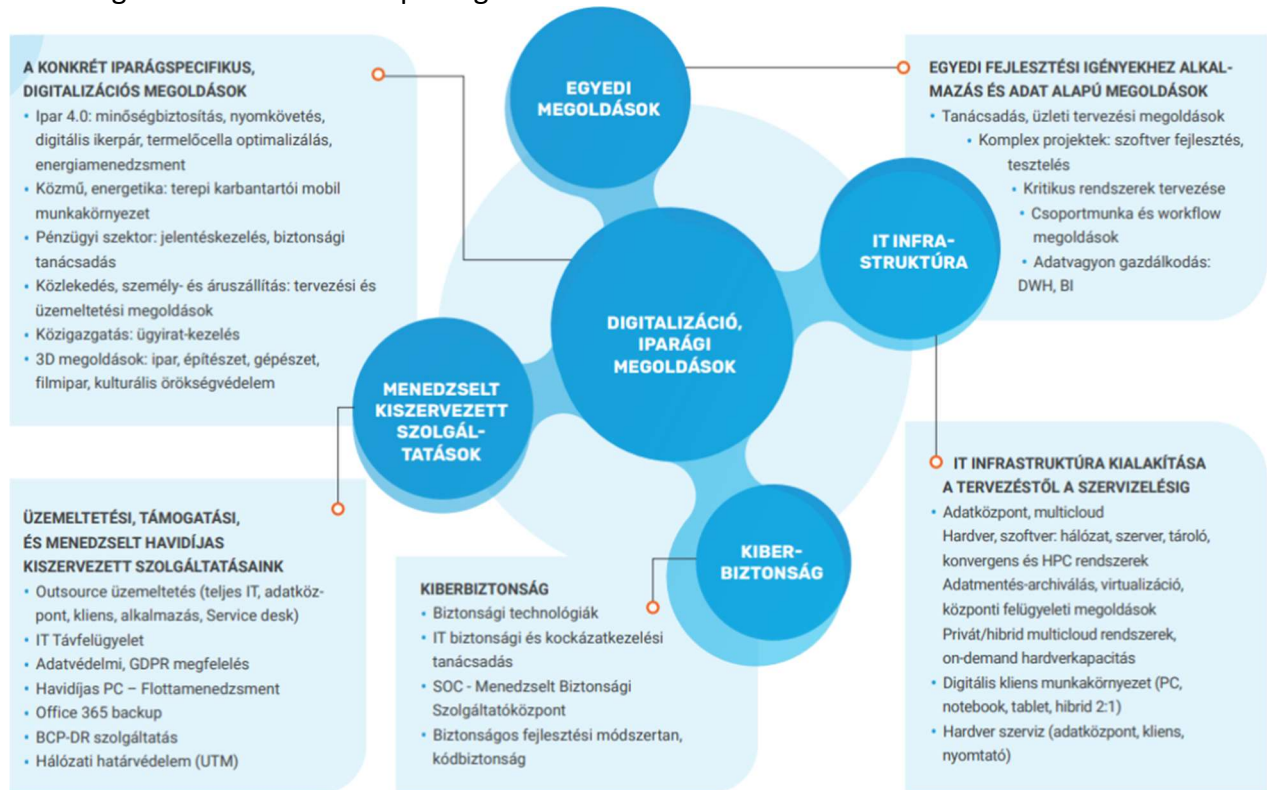 A KONKRÉT IPARÁGSPECIFIKUS,
DIGITALIZÁCIÓS MEGOLDÁSOK
• Ipar 4.0: minőségbiztosítás, nyomkövetés,
digitális ikerpár, termelőcella optimalizálás,
energiamenedzsment
• Közmű, energetika: terepi karbantartói mobil
munkakörnyezet
• Pénzügyi szektor: jelentéskezelés, biztonsági
tanácsadás
• Közlekedés, személy- és áruszállítás: tervezési és
üzemeltetési megoldások
• Közigazgatás: ügyirat-kezelés
• 3D megoldások: ipar, építészet, gépészet,
filmipar, kulturális örökségvédelem
EGYEDI
MEGOLDÁSOK
EGYEDI FEJLESZTÉSI IGÉNYEKHEZ ALKAL-
MAZÁS ÉS ADAT ALAPÚ MEGOLDÁSOK
• Tanácsadás, üzleti tervezési megoldások
• Komplex projektek: szoftver fejlesztés,
tesztelés
• Kritikus rendszerek tervezése
• Csoportmunka és workflow
megoldások
• Adatvagyon gazdálkodás:
DWH, BI
IT INFRA-
STRUKTÚRA
DIGITALIZÁCIÓ,
IPARÁGI
MEGOLDÁSOK
MENEDZSELT
KISZERVEZETT
SZOLGÁL-
TATÁSOK
KIBER-
BIZTONSÁG
ÜZEMELTETÉSI, TÁMOGATÁSI,
ÉS MENEDZSELT HAVIDÍJAS
KISZERVEZETT SZOLGÁLTATÁSAINK
• Outsource üzemeltetés (teljes IT, adatköz-
pont, kliens, alkalmazás, Service desk)
• IT Távfelügyelet
• Adatvédelmi, GDPR megfelelés
• Havidíjas PC – Flottamenedzsment
• Office 365 backup
• BCP-DR szolgáltatás
• Hálózati határvédelem (UTM)
KIBERBIZTONSÁG
• Biztonsági technológiák
• IT biztonsági és kockázatkezelési
tanácsadás
• SOC - Menedzselt Biztonsági
Szolgáltatóközpont
• Biztonságos fejlesztési módszertan,
kódbiztonság
IT INFRASTRUKTÚRA KIALAKÍTÁSA
A TERVEZÉSTŐL A SZERVIZELÉSIG
• Adatközpont, multicloud
Hardver, szoftver: hálózat, szerver, tároló,
konvergens és HPC rendszerek
Adatmentés-archiválás, virtualizáció,
központi felügyeleti megoldások
Privát/hibrid multicloud rendszerek,
on-demand hardverkapacitás
• Digitális kliens munkakörnyezet (PC,
notebook, tablet, hibrid 2:1)
• Hardver szerviz (adatközpont, kliens,
nyomtató)